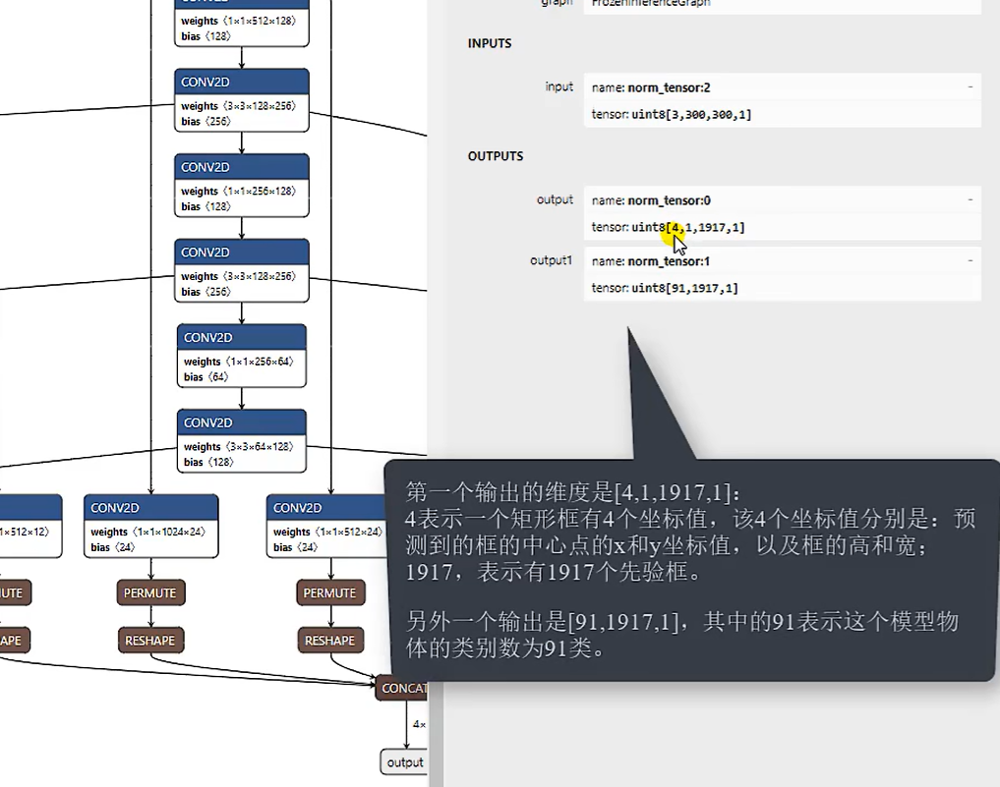 CONV2D
weights ⟨1×1×512×128⟩
bias ⟨128⟩
CONV2D
weights ⟨3×3×128×256⟩
bias ⟨256⟩
CONV2D
weights ⟨1×1×256×128⟩
bias ⟨128⟩
CONV2D
weights ⟨3×3×128×256⟩
bias ⟨256⟩
CONV2D
weights ⟨1×1×256×64⟩
bias ⟨64⟩
CONV2D
weights ⟨3×3×64×128⟩
bias ⟨128⟩
1×512×12⟩
CONV2D
weights ⟨1×1×1024×24⟩
bias ⟨24⟩
CONV2D
weights ⟨1×1×512×24⟩
bias ⟨24⟩
UTE
PERMUTE
PERMUTE
APE
RESHAPE
RESHAPE
CONCAT
4×
output
graph FrozenInferenceGraph
INPUTS
input name: norm_tensor:2 -
tensor: uint8[3,300,300,1]
OUTPUTS
output name: norm_tensor:0 -
tensor: uint8[4,1,1917,1]
output1 name: norm_tensor:1 -
tensor: uint8[91,1917,1]
第一个输出的维度是[4,1,1917,1]：
4表示一个矩形框有4个坐标值，该4个坐标值分别是：预
测到的框的中心点的x和y坐标值，以及框的高和宽；
1917，表示有1917个先验框。
另外一个输出是[91,1917,1]，其中的91表示这个模型物
体的类别数为91类。